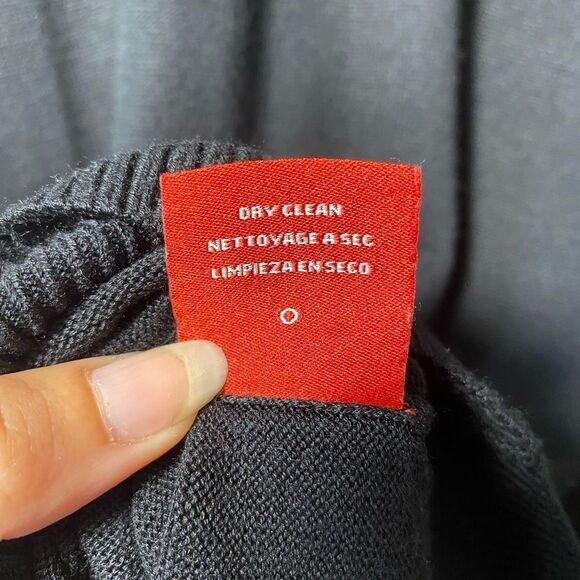 DRY CLEAN
NETTOYAGE A SEC
LIMPIEZA EN SECO